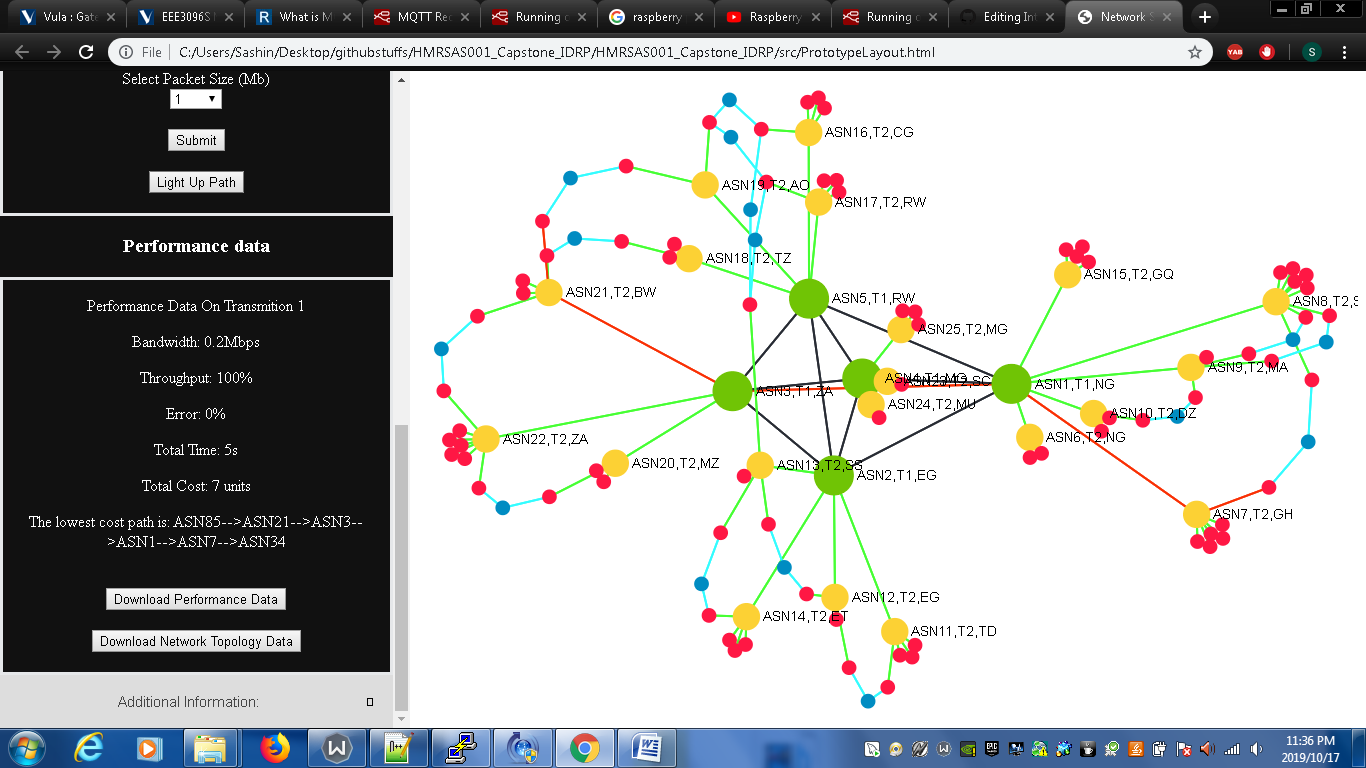 Vula : Gate
EEE3096S
What is M
MQTT Rec
Running
raspberry
Raspberry
Running
Editing Int
Network S
File
C:/Users/Sashin/Desktop/githubstuffs/HMRSAS001_Capstone_IDRP/HMRSAS001_Capstone_IDRP/src/PrototypeLayout.html
YAB
S
Select Packet Size (Mb)
1
Submit
Light Up Path
Performance data
Performance Data On Transmition 1
Bandwidth: 0.2Mbps
Throughput: 100%
Error: 0%
Total Time: 5s
Total Cost: 7 units
The lowest cost path is: ASN85-->ASN21-->ASN3--
>ASN1-->ASN7-->ASN34
Download Performance Data
Download Network Topology Data
Additional Information:
ASN16,T2,CG
ASN19,T2,AO
ASN17,T2,RW
ASN18,T2,TZ
ASN15,T2,GQ
ASN21,T2,BW
ASN5,T1,RW
ASN8,T2,S
ASN25,T2,MG
ASN9,T2,MA
ASN4,T1,MG
ASN3,T1,ZA
ASN1,T1,NG
ASN24,T2,MU
ASN10,T2,DZ
ASN22,T2,ZA
ASN6,T2,NG
ASN20,T2,MZ
ASN13,T2,SS
ASN2,T1,EG
ASN7,T2,GH
ASN12,T2,EG
ASN14,T2,ET
ASN11,T2,TD
11:36 PM
2019/10/17